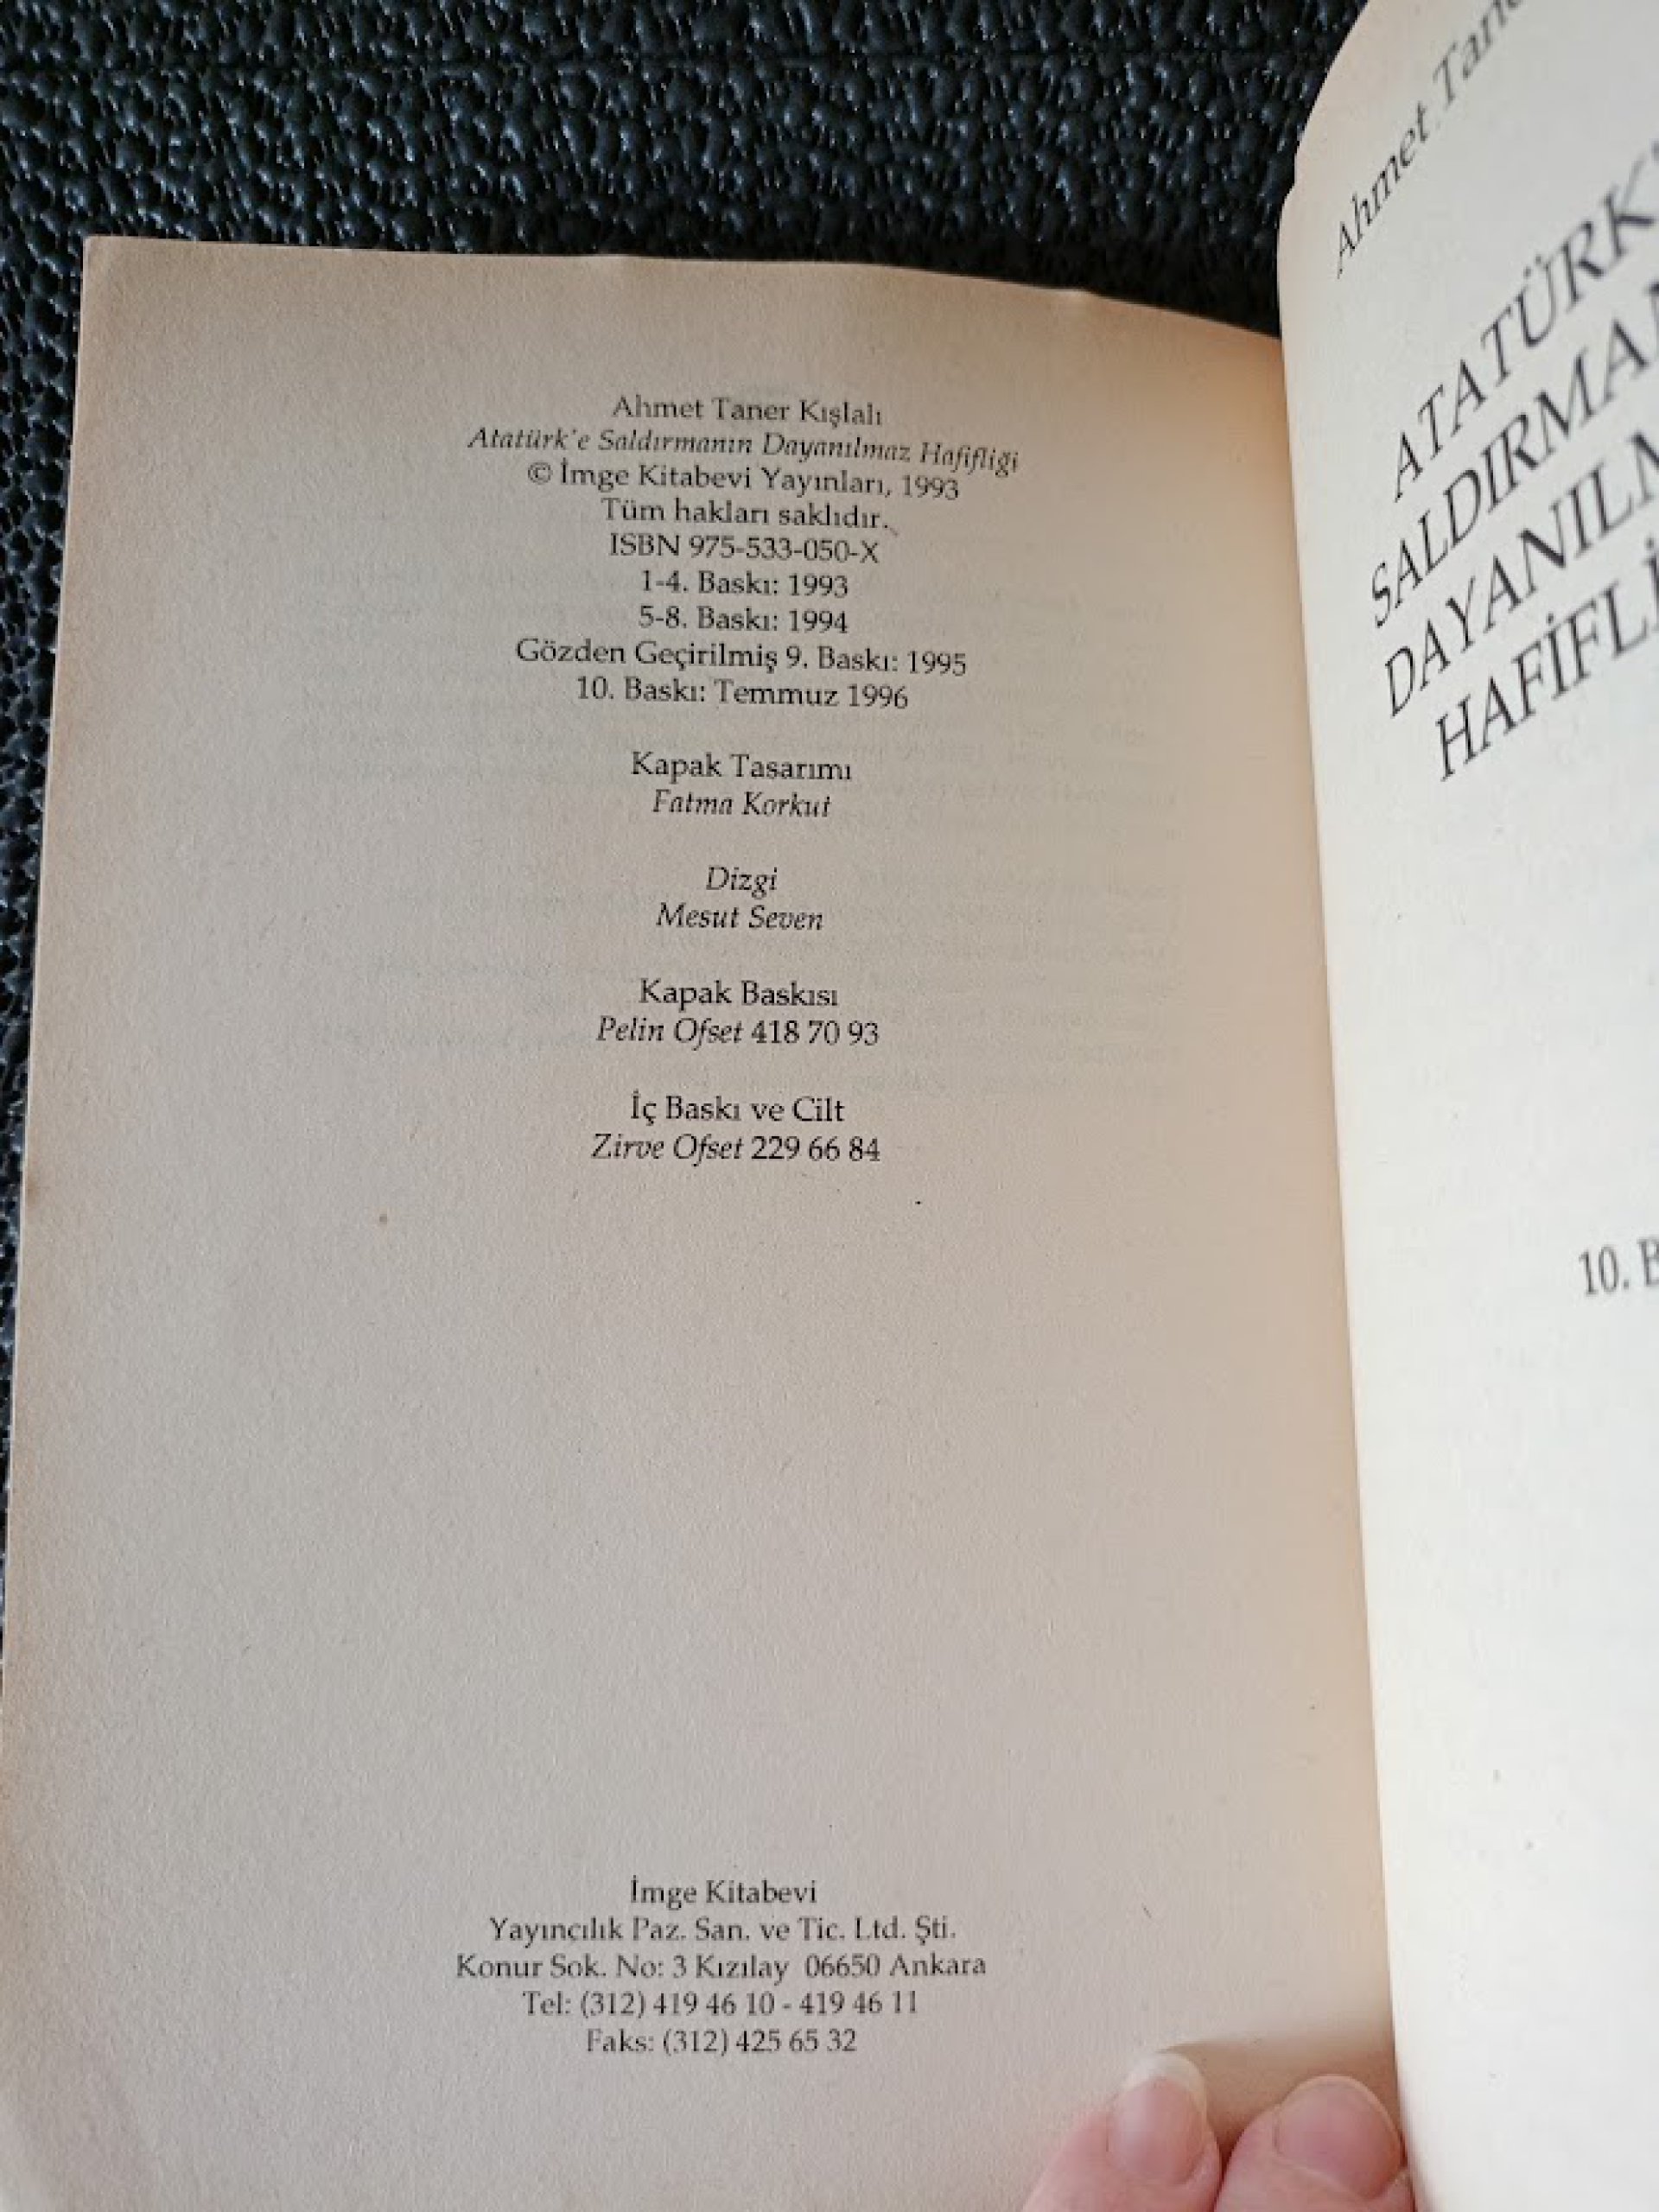 Ahmet Taner Kışlalı
Atatürk'e Saldırmanın Dayanılmaz Hafifliği
© İmge Kitabevi Yayınları, 1993
Tüm hakları saklıdır.
ISBN 975-533-050-X
1-4. Baskı: 1993
5-8. Baskı: 1994
Gözden Geçirilmiş 9. Baskı: 1995
10. Baskı: Temmuz 1996
Kapak Tasarımı
Fatma Korkut
Dizgi
Mesut Seven
Kapak Baskısı
Pelin Ofset 418 70 93
İç Baskı ve Cilt
Zirve Ofset 229 66 84
İmge Kitabevi
Yayıncılık Paz. San. ve Tic. Ltd. Şti.
Konur Sok. No: 3 Kızılay 06650 Ankara
Tel: (312) 419 46 10 - 419 46 11
Faks: (312) 425 65 32
Ahmet
ATATÜRK'
SALDIRMA
DAYANIL
HAFİFL
10. B